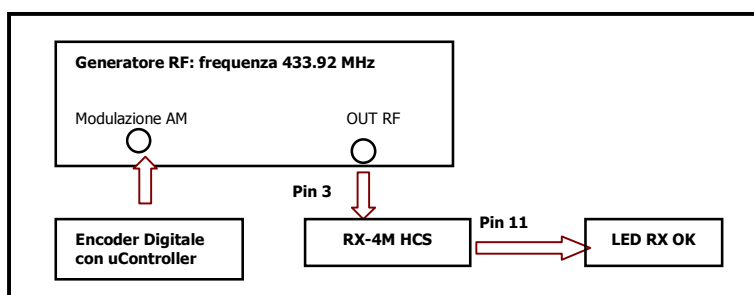 Generatore RF: frequenza 433.92 MHz
Modulazione AM
OUT RF
Pin 3
Encoder Digitale
con uController
RX-4M HCS
Pin 11
LED RX OK